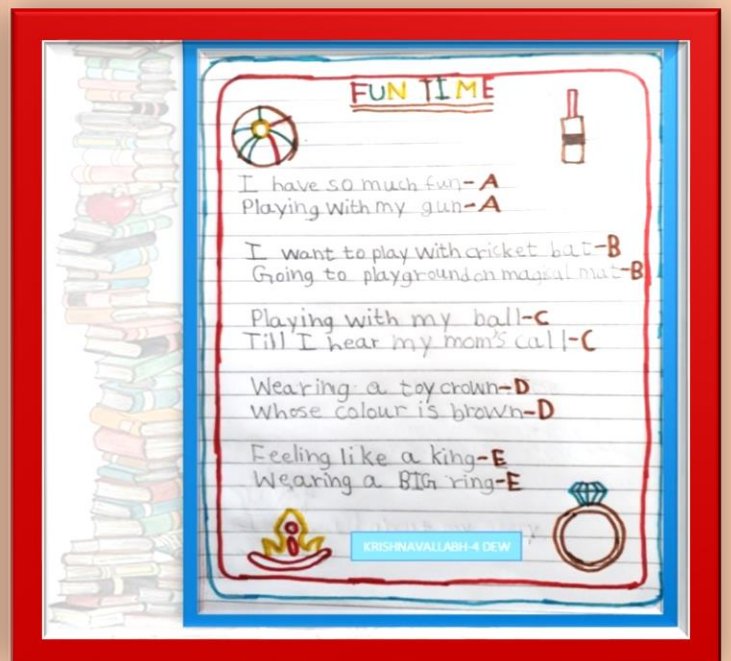 FUN TIME
I have so much fun-A
Playing with my gun-A
I want to play with cricket bat-B
Going to playground on magical mat-B
Playing with my ball-C
Till I hear my mom's call-C
Wearing a toy crown-D
Whose colour is brown-D
Feeling like a king-E
Wearing a BIG ring-E
KRISHNAVALLABH-4 DEW